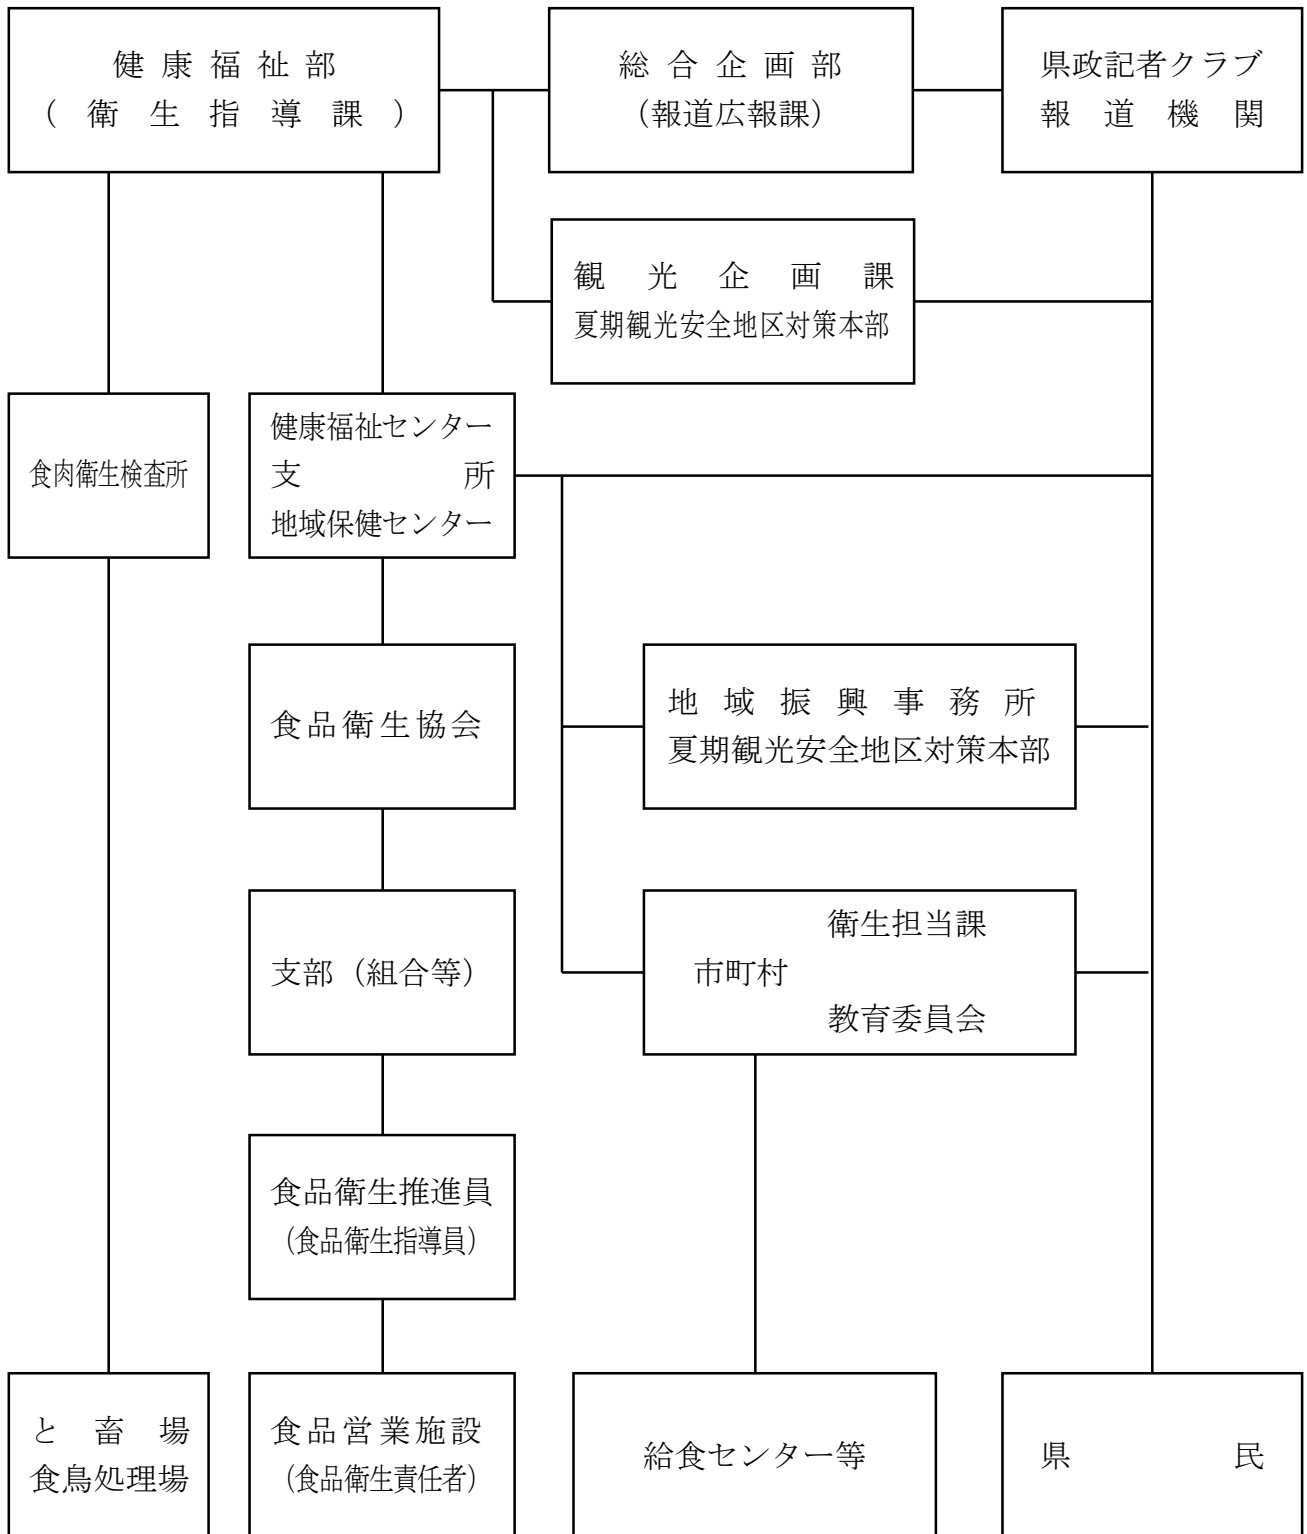 健康福祉部
（衛生指導課）
総合企画部
（報道広報課）
県政記者クラブ
報道機関
観光企画課
夏期観光安全地区対策本部
食肉衛生検査所
健康福祉センター
支所
地域保健センター
食品衛生協会
地域振興事務所
夏期観光安全地区対策本部
支部（組合等）
衛生担当課
市町村
教育委員会
食品衛生推進員
（食品衛生指導員）
と畜場
食鳥処理場
食品営業施設
（食品衛生責任者）
給食センター等
県民